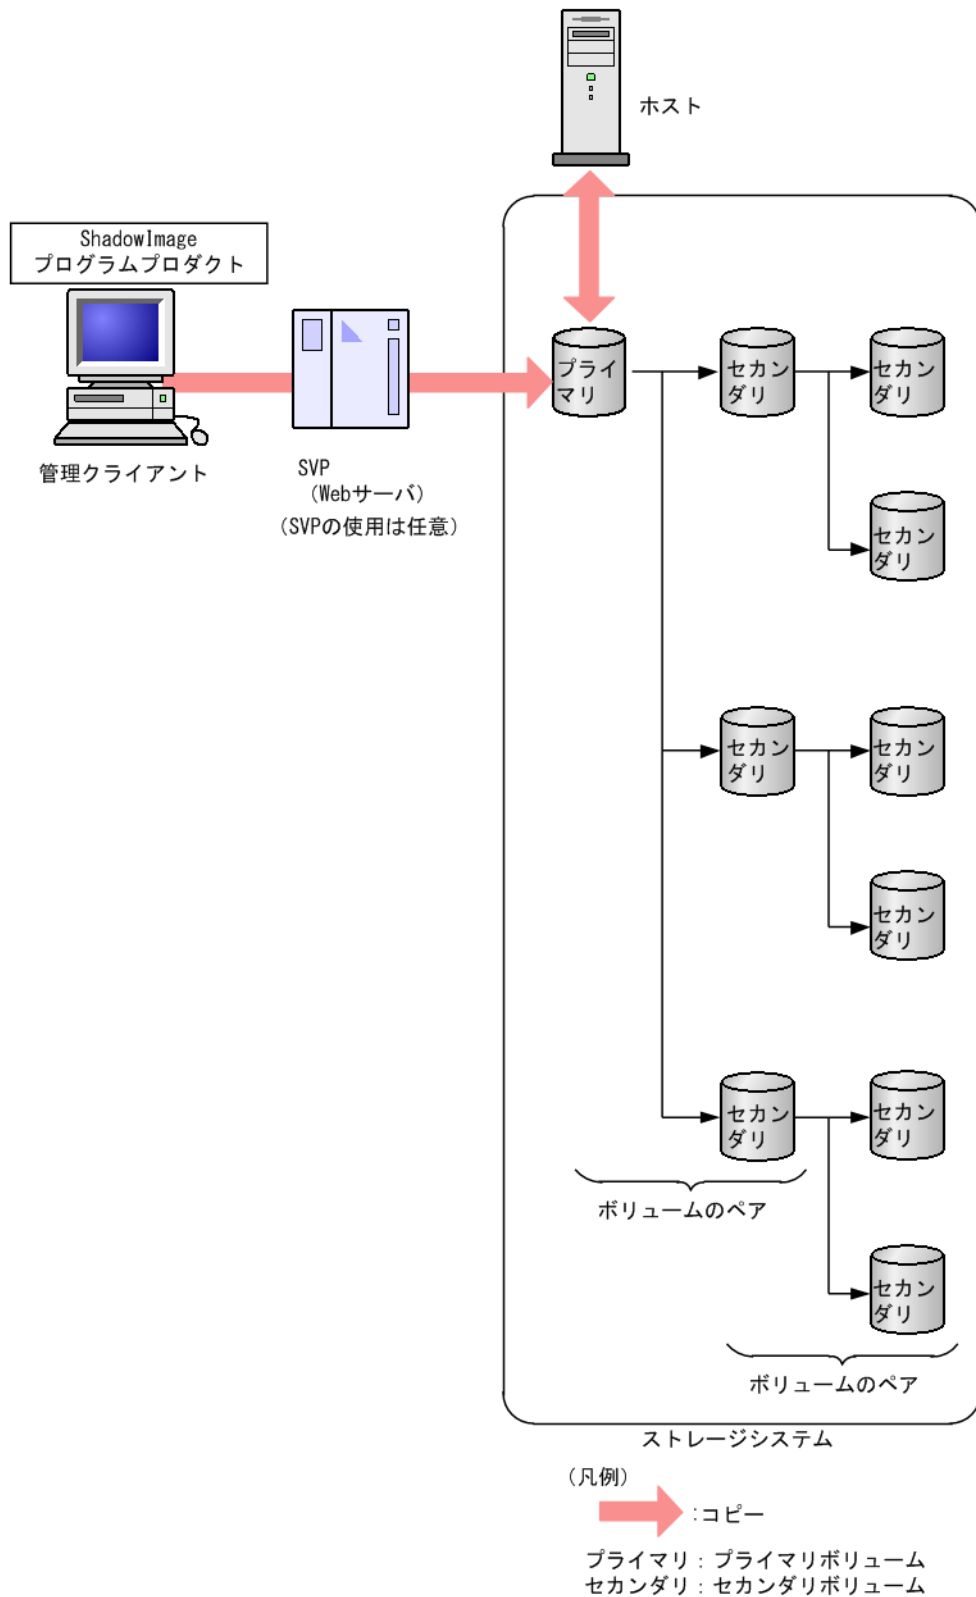 ホスト
ShadowImage
プログラムプロダクト
管理クライアント
SVP
（Webサーバ）
（SVPの使用は任意）
プライ
マリ
セカン
ダリ
セカン
ダリ
セカン
ダリ
セカン
ダリ
セカン
ダリ
セカン
ダリ
セカン
ダリ
セカン
ダリ
ボリュームのペア
セカン
ダリ
ボリュームのペア
ストレージシステム
（凡例）
：コピー
プライマリ：プライマリボリューム
セカンダリ：セカンダリボリューム